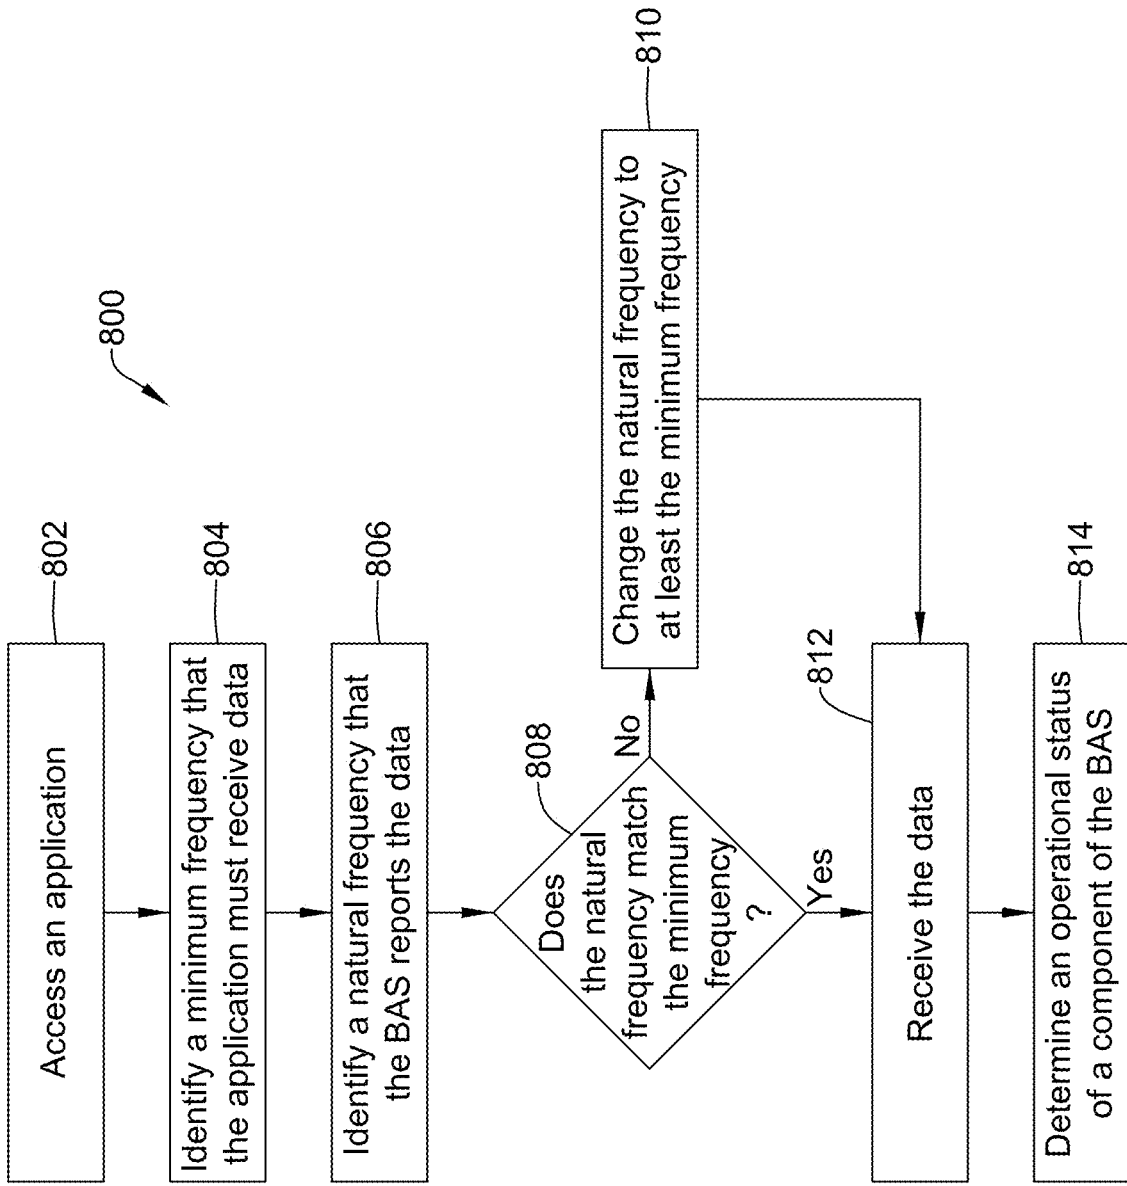 800
802
Access an application
804
Identify a minimum frequency that
the application must receive data
806
Identify a natural frequency that
the BAS reports the data
808
Does
the natural
frequency match
the minimum
frequency
?
No
Yes
810
Change the natural frequency to
at least the minimum frequency
812
Receive the data
814
Determine an operational status
of a component of the BAS